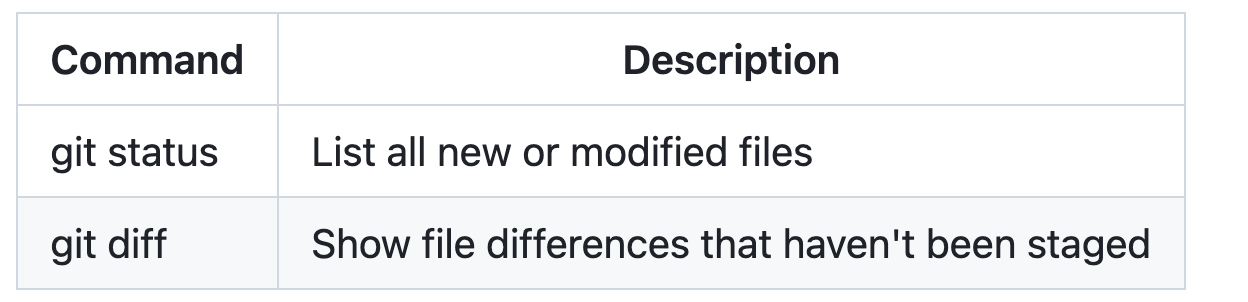 Command Description
git status List all new or modified files
git diff Show file differences that haven't been staged